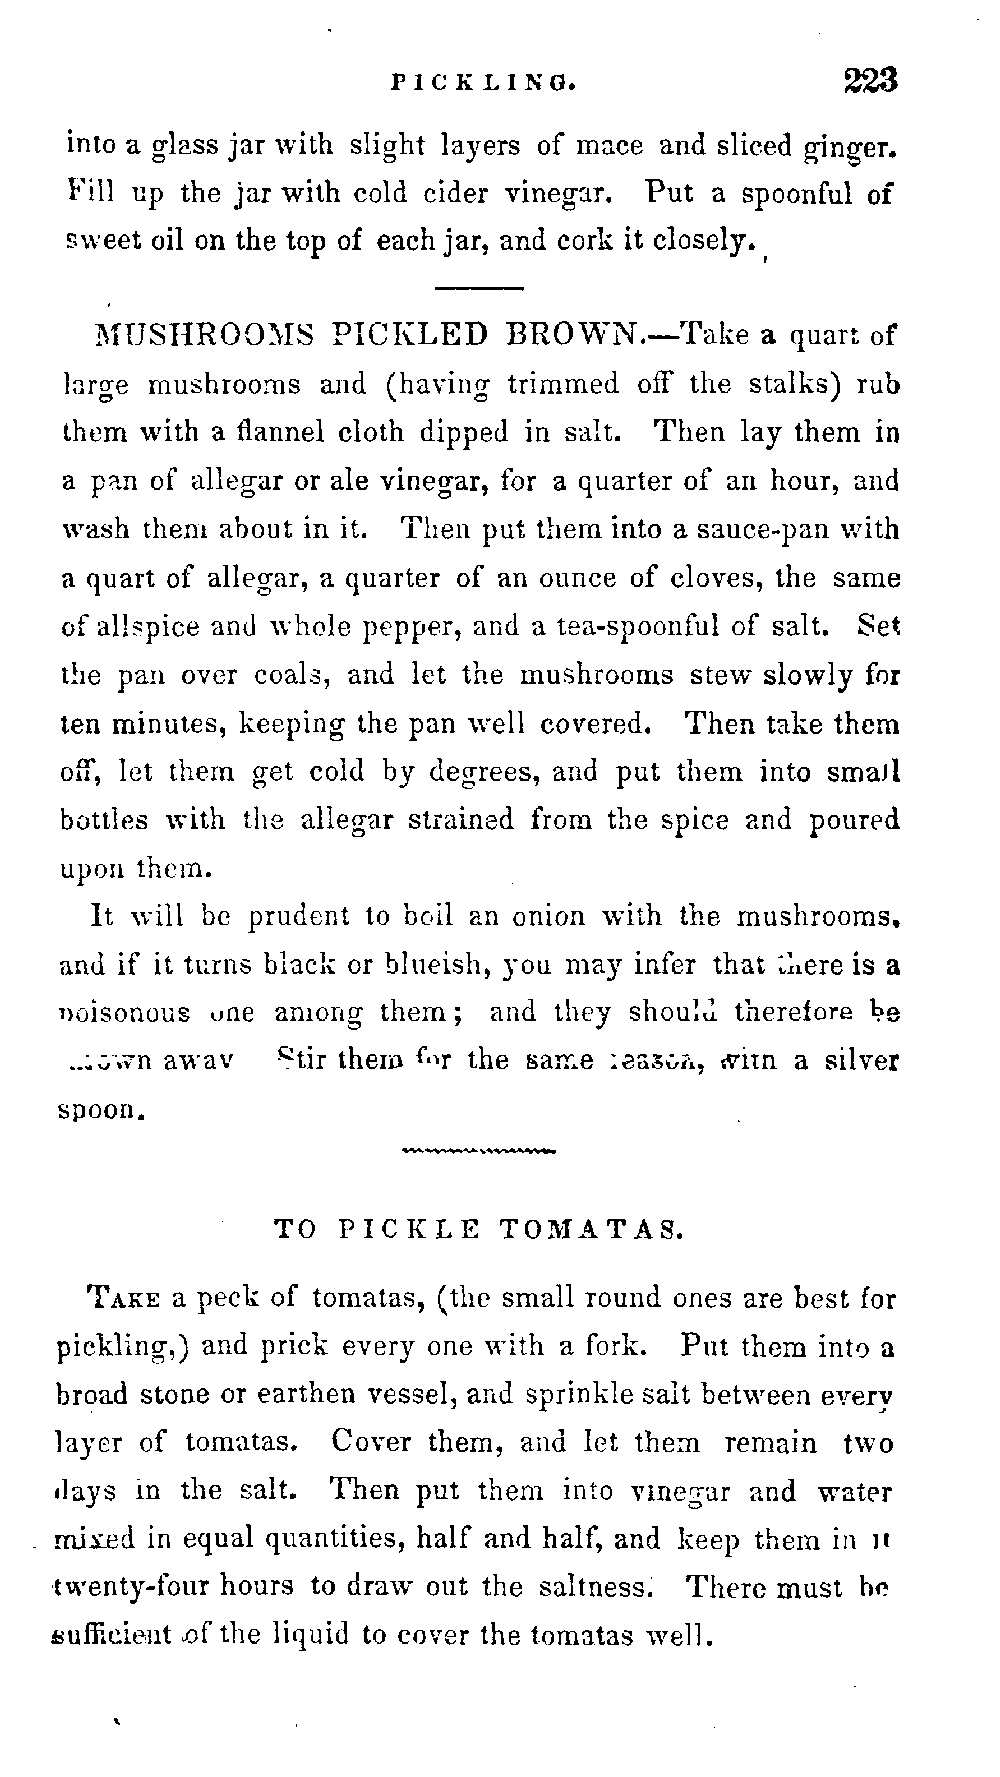 PICKLING. 223
into a glass jar with slight layers of mace and sliced ginger.
Fill up the jar with cold cider vinegar. Put a spoonful of
sweet oil on the top of each jar, and cork it closely.
MUSHROOMS PICKLED BROWN.—Take a quart of
large mushrooms and (having trimmed off the stalks) rub
them with a flannel cloth dipped in salt. Then lay them in
a pan of allegar or ale vinegar, for a quarter of an hour, and
wash them about in it. Then put them into a sauce-pan with
a quart of allegar, a quarter of an ounce of cloves, the same
of allspice and whole pepper, and a tea-spoonful of salt. Set
the pan over coals, and let the mushrooms stew slowly for
ten minutes, keeping the pan well covered. Then take them
off, let them get cold by degrees, and put them into small
bottles with the allegar strained from the spice and poured
upon them.
It will be prudent to boil an onion with the mushrooms,
and if it turns black or blueish, you may infer that there is a
poisonous one among them; and they should therefore be
away Stir them for the same reason, with a silver
spoon.
TO PICKLE TOMATAS.
TAKE a peck of tomatas, (the small round ones are best for
pickling,) and prick every one with a fork. Put them into a
broad stone or earthen vessel, and sprinkle salt between every
layer of tomatas. Cover them, and let them remain two
days in the salt. Then put them into vinegar and water
mixed in equal quantities, half and half, and keep them in it
twenty-four hours to draw out the saltness. There must be
sufficient of the liquid to cover the tomatas well.